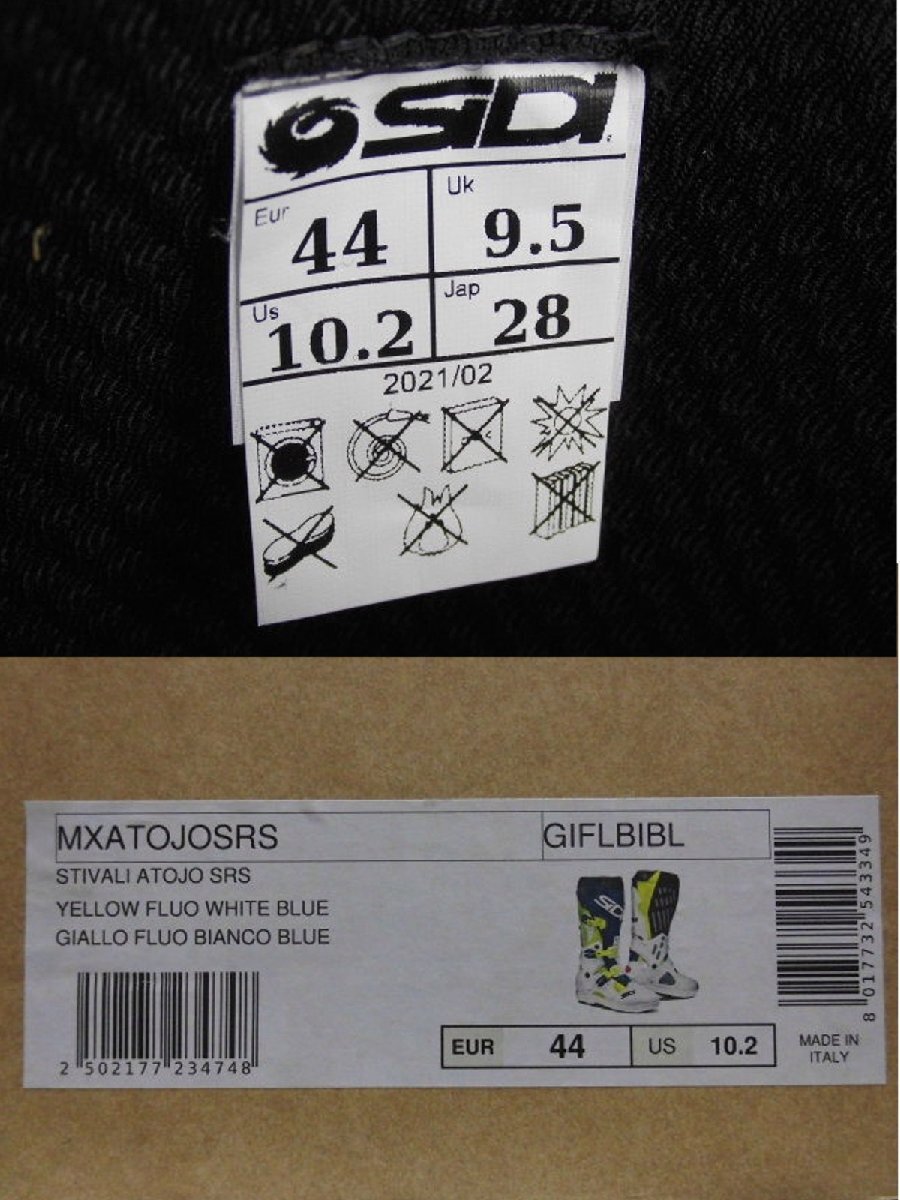 SIDI
Eur 44 Uk 9.5
Us 10.2 Jap 28
2021/02
MXATOJOSRS GIFLBIBL
STIVALI ATOJO SRS
YELLOW FLUO WHITE BLUE
GIALLO FLUO BIANCO BLUE
SIDI
SIDI
2 502177 234748
EUR 44 US 10.2
8 017732 543349
MADE IN
ITALY